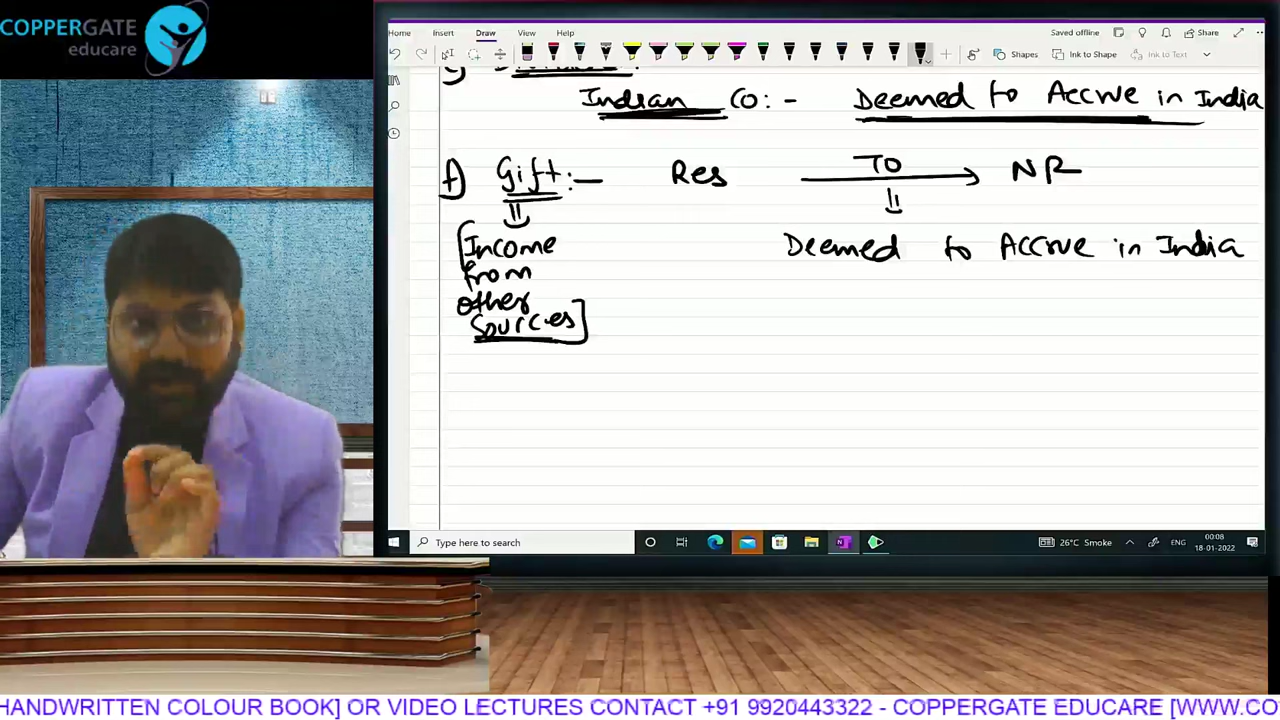 COPPERGATE
educare
Home Insert Draw View Help
Saved offline Share
Shapes Ink to Shape Ink to Text
Indian Co:- Deemed to Accrue in India
f) Gift:- Res TO NR
[Income
from
other
Sources]
Deemed to Accrue in India
Type here to search
26°C Smoke ENG 00:08
18-01-2022
HANDWRITTEN COLOUR BOOK] OR VIDEO LECTURES CONTACT +91 9920443322 - COPPERGATE EDUCARE [WWW.CO